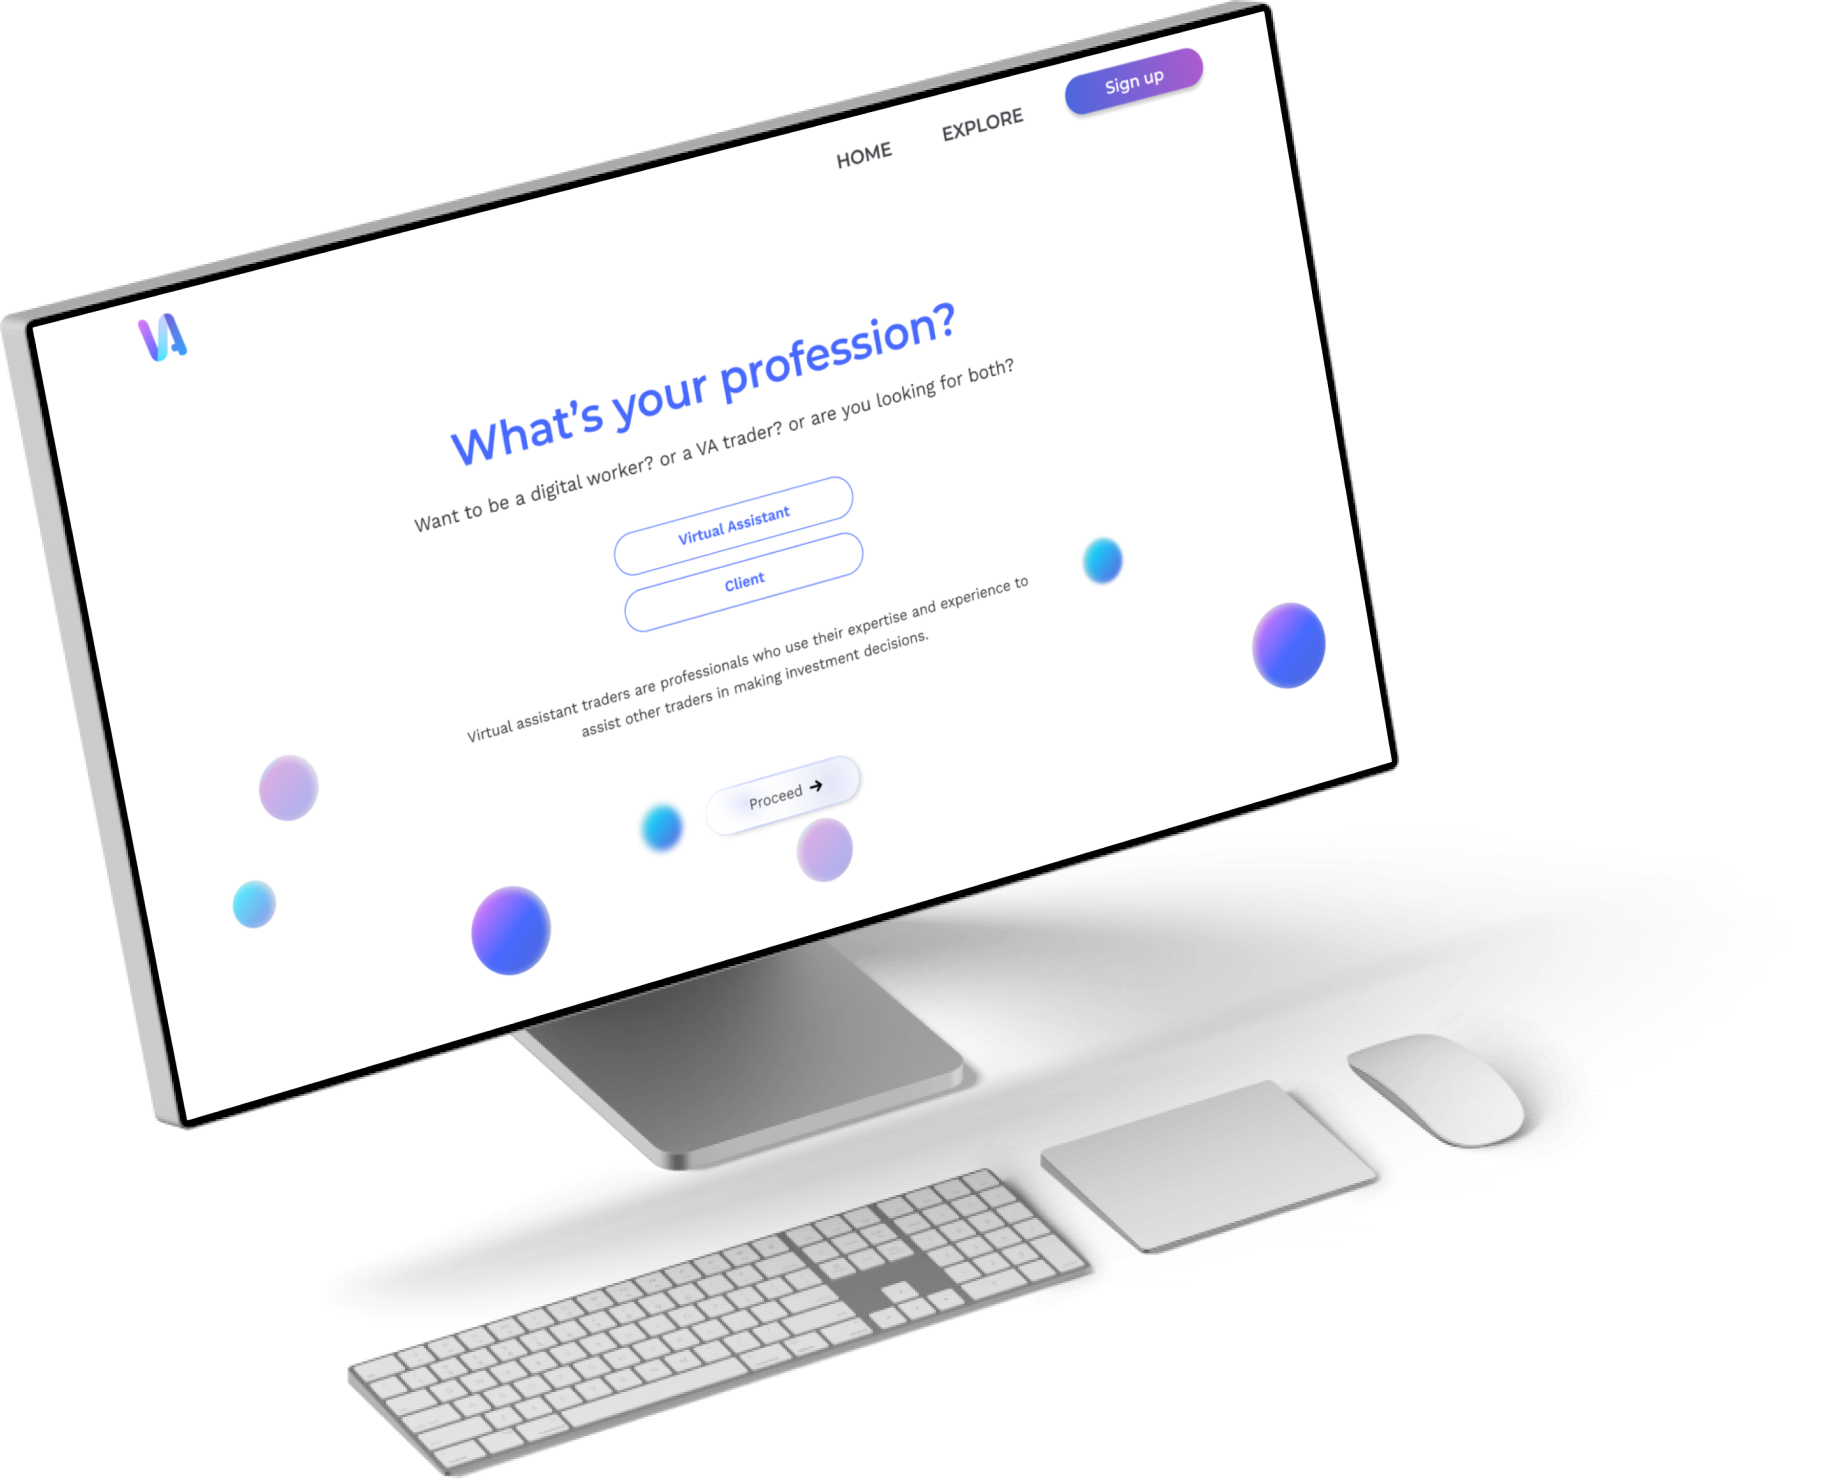 VA
HOME
EXPLORE
Sign up
What's your profession?
Want to be a digital worker? or a VA trader? or are you looking for both?
Virtual Assistant
Client
Virtual assistant traders are professionals who use their expertise and experience to
assist other traders in making investment decisions.
Proceed →